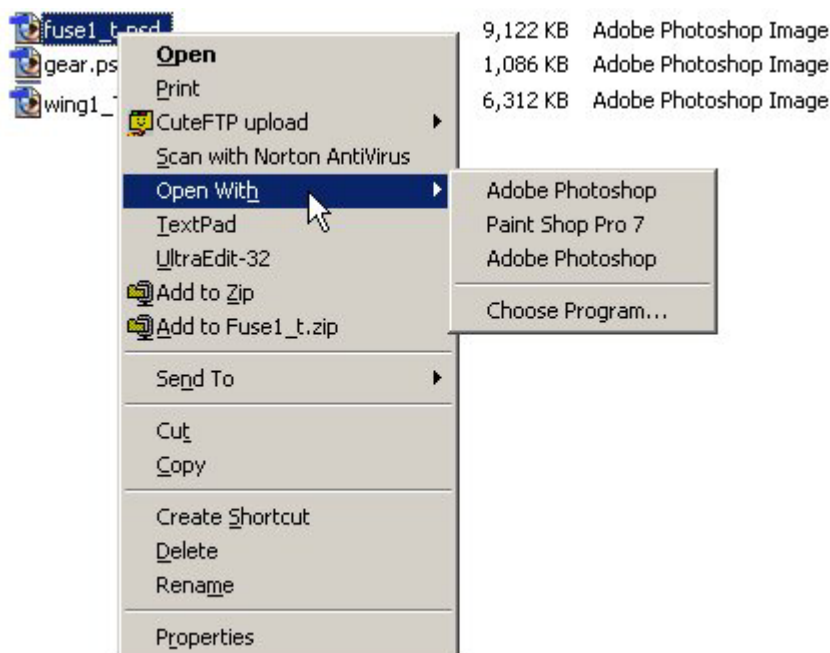 fuse1_t.psd 9,122 KB Adobe Photoshop Image
gear.ps 1,086 KB Adobe Photoshop Image
wing1_ 6,312 KB Adobe Photoshop Image
Open
Print
CuteFTP upload
Scan with Norton AntiVirus
Open With
TextPad
UltraEdit-32
Add to Zip
Add to Fuse1_t.zip
Send To
Cut
Copy
Create Shortcut
Delete
Rename
Properties
Adobe Photoshop
Paint Shop Pro 7
Adobe Photoshop
Choose Program...